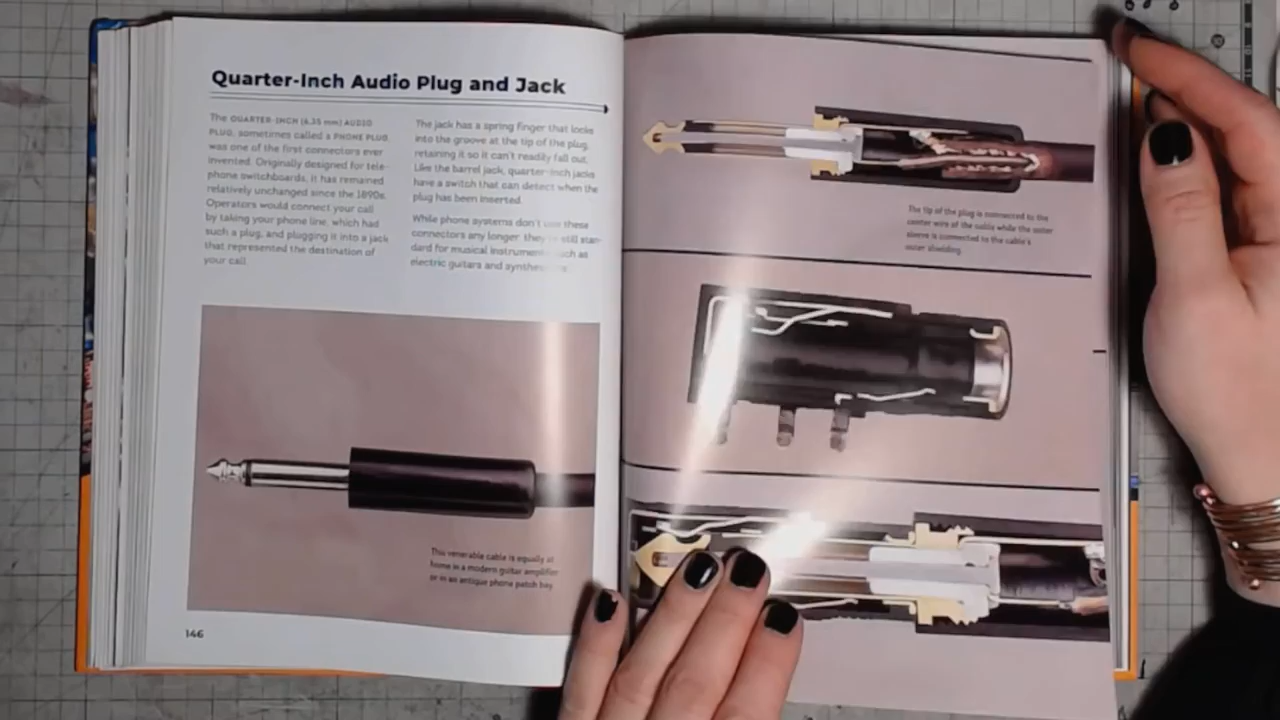 Quarter-Inch Audio Plug and Jack
The QUARTER-INCH (6.35 mm) AUDIO
PLUG, sometimes called a PHONE PLUG,
was one of the first connectors ever
invented. Originally designed for tele-
phone switchboards, it has remained
relatively unchanged since the 1890s.
Operators would connect your call
by taking your phone line, which had
such a plug, and plugging it into a jack
that represented the destination of
your call.
The jack has a spring finger that locks
into the groove at the tip of the plug,
retaining it so it can't readily fall out.
Like the barrel jack, quarter-inch jacks
have a switch that can detect when the
plug has been inserted.
While phone systems don't use these
connectors any longer, they're still stan-
dard for musical instruments such as
electric guitars and synthesizers.
This venerable cable is equally at
home in a modern guitar amplifier
or in an antique phone patch bay.
146
The tip of the plug is connected to the
center wire of the cable while the outer
sleeve is connected to the cable's
outer shielding.